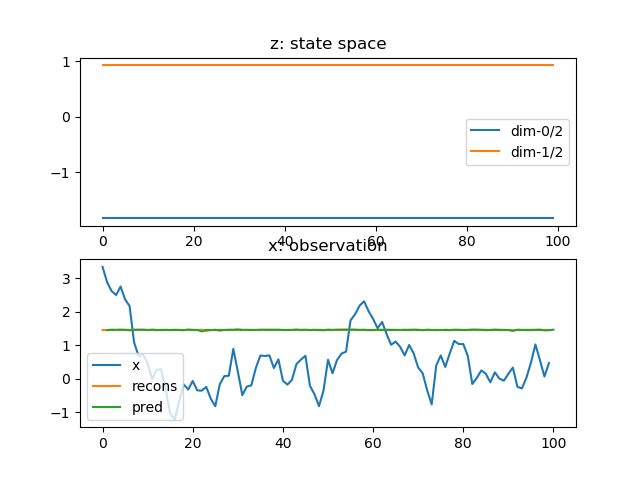 z: state space
1
0
−1
dim-0/2
dim-1/2
0 20 40 60 80 100
x: observation
3
2
1
0
−1
x
recons
pred
0 20 40 60 80 100